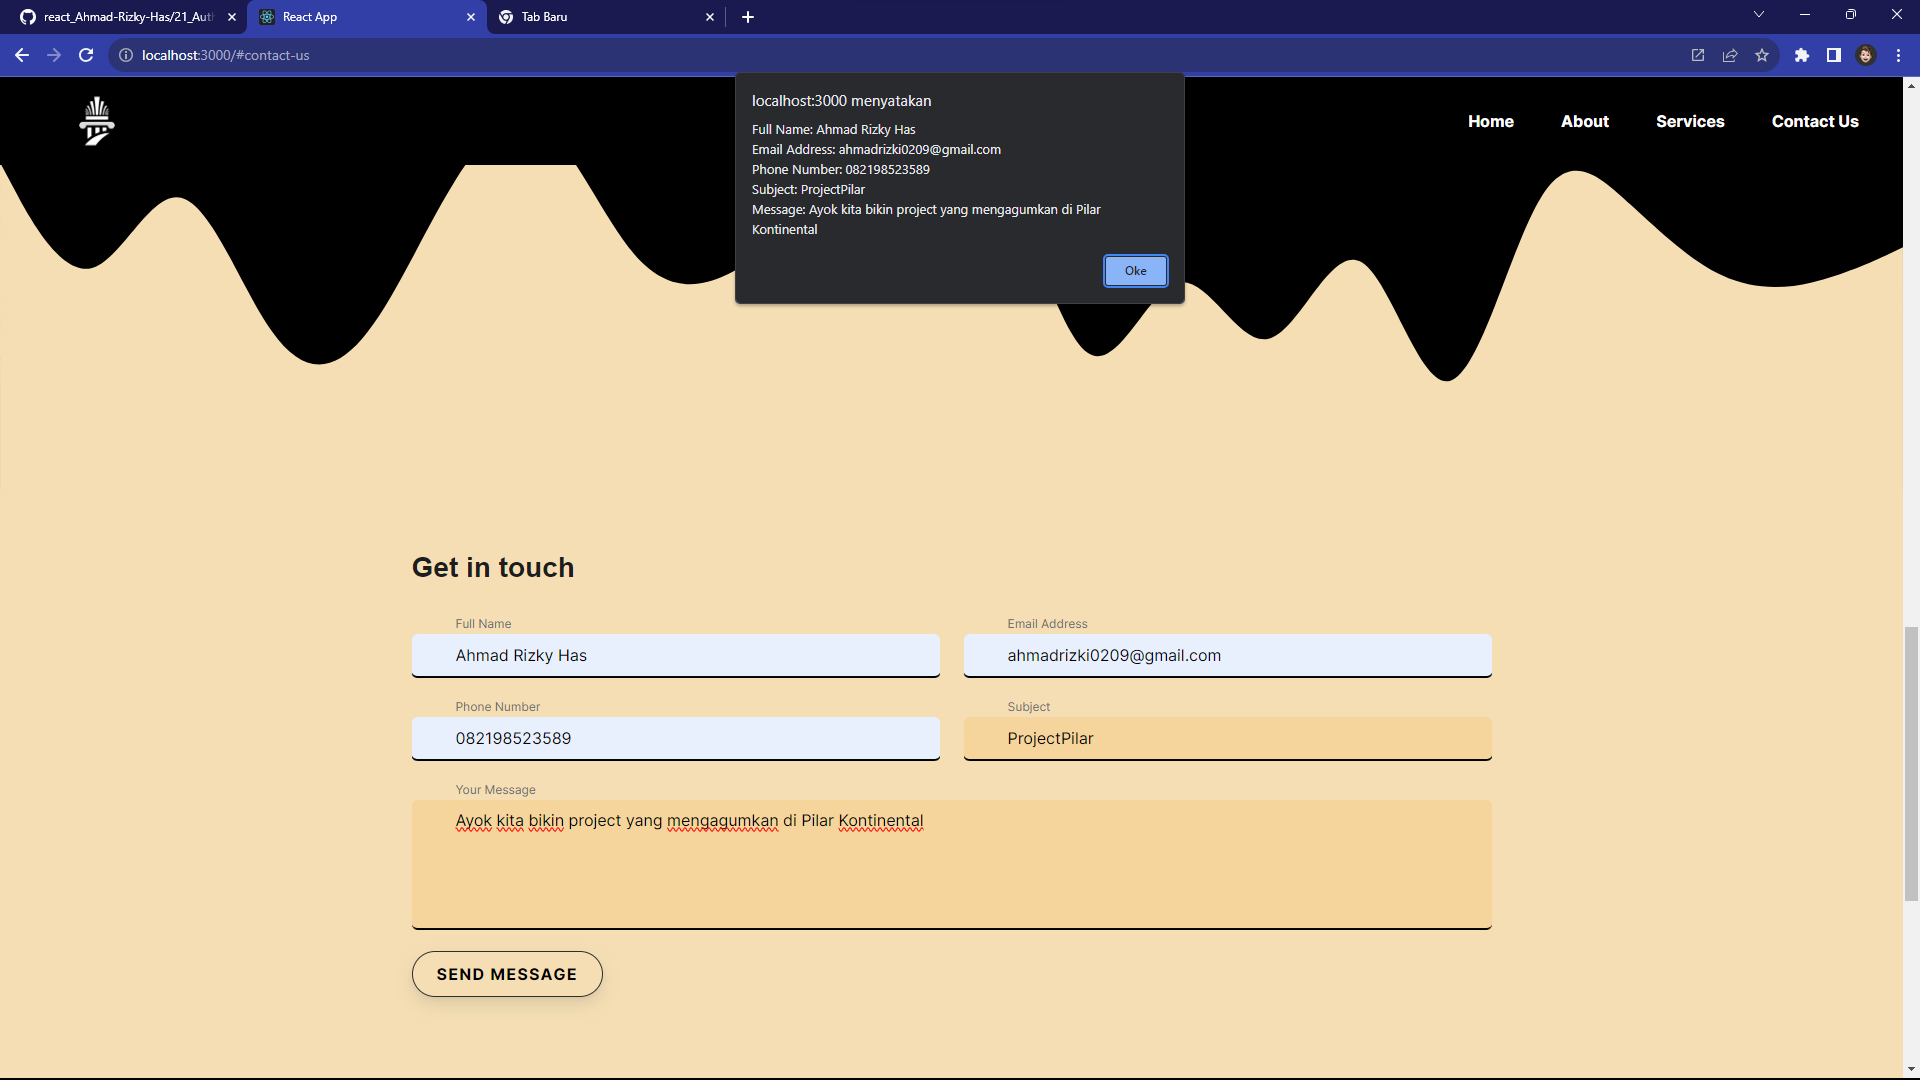 react_Ahmad-Rizky-Has/21_Auth
React App
Tab Baru
localhost:3000/#contact-us
localhost:3000 menyatakan
Full Name: Ahmad Rizky Has
Email Address: ahmadrizki0209@gmail.com
Phone Number: 082198523589
Subject: ProjectPilar
Message: Ayok kita bikin project yang mengagumkan di Pilar
Kontinental
Oke
Home About Services Contact Us
Get in touch
Full Name
Ahmad Rizky Has
Email Address
ahmadrizki0209@gmail.com
Phone Number
082198523589
Subject
ProjectPilar
Your Message
Ayok kita bikin project yang mengagumkan di Pilar Kontinental
SEND MESSAGE